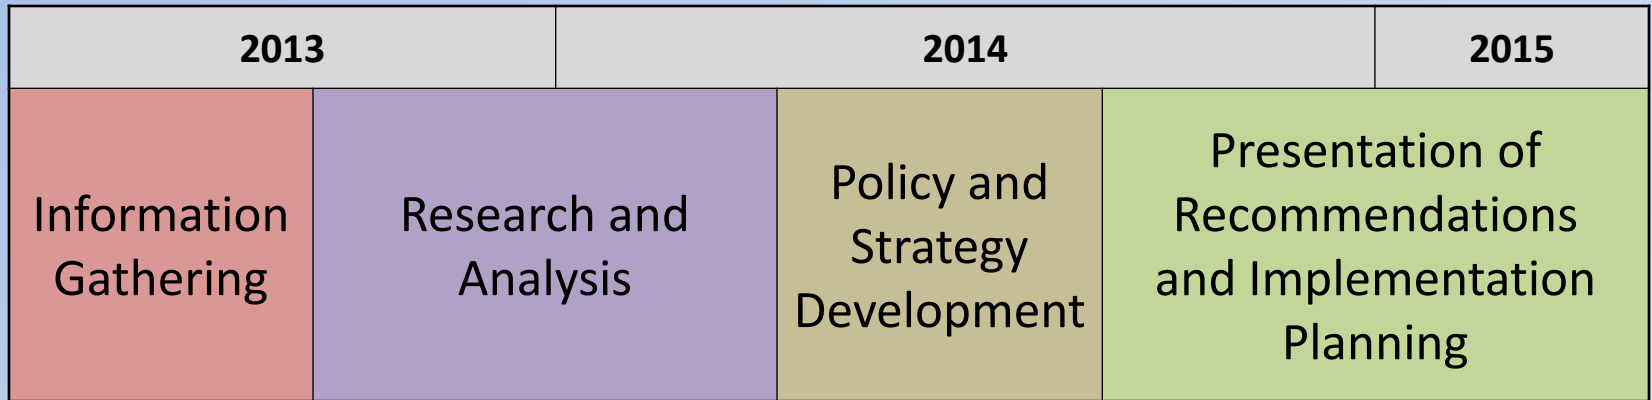 2013 2014 2015
Information
Gathering
Research and
Analysis
Policy and
Strategy
Development
Presentation of
Recommendations
and Implementation
Planning